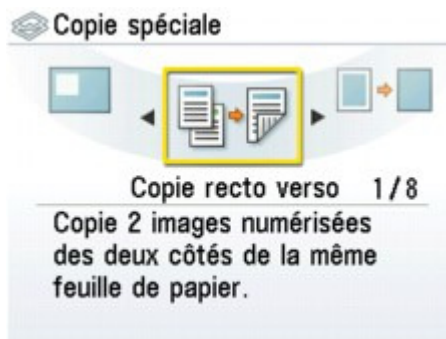 Copie spéciale
Copie recto verso 1/8
Copie 2 images numérisées
des deux côtés de la même
feuille de papier.